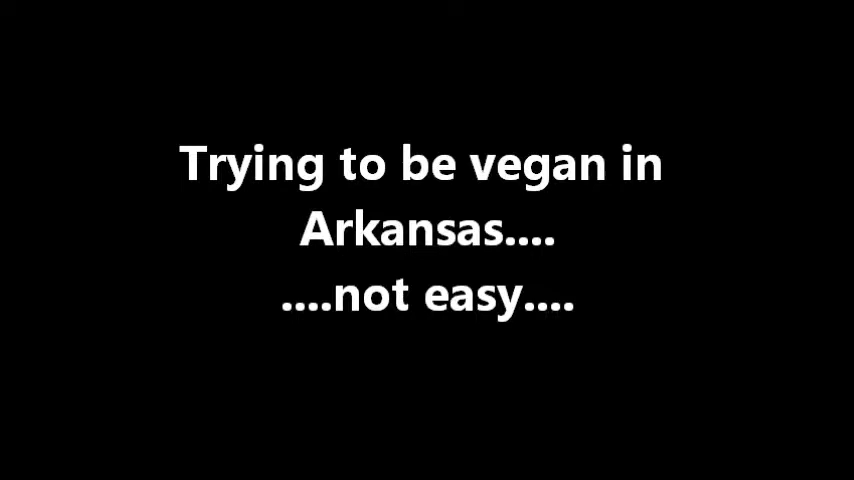 Trying to be vegan in
Arkansas....
....not easy....